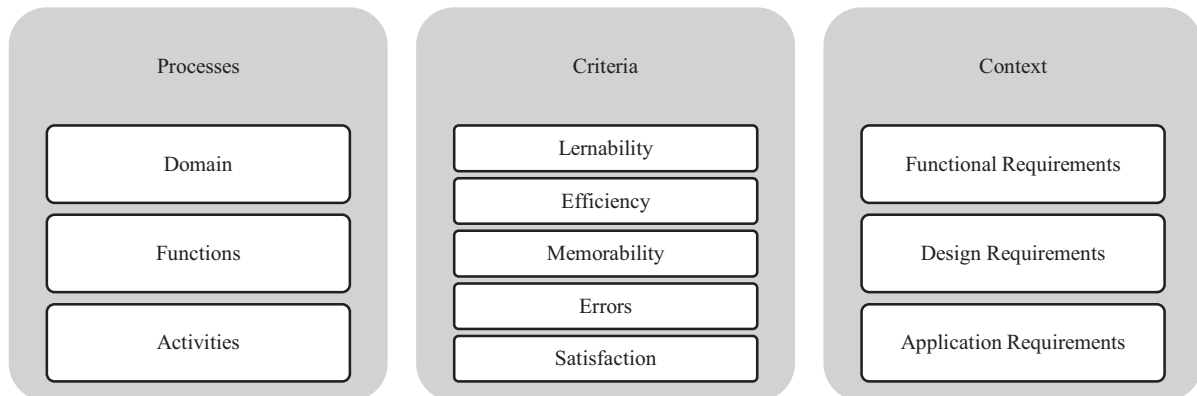 Processes
Domain
Functions
Activities
Criteria
Lernability
Efficiency
Memorability
Errors
Satisfaction
Context
Functional Requirements
Design Requirements
Application Requirements